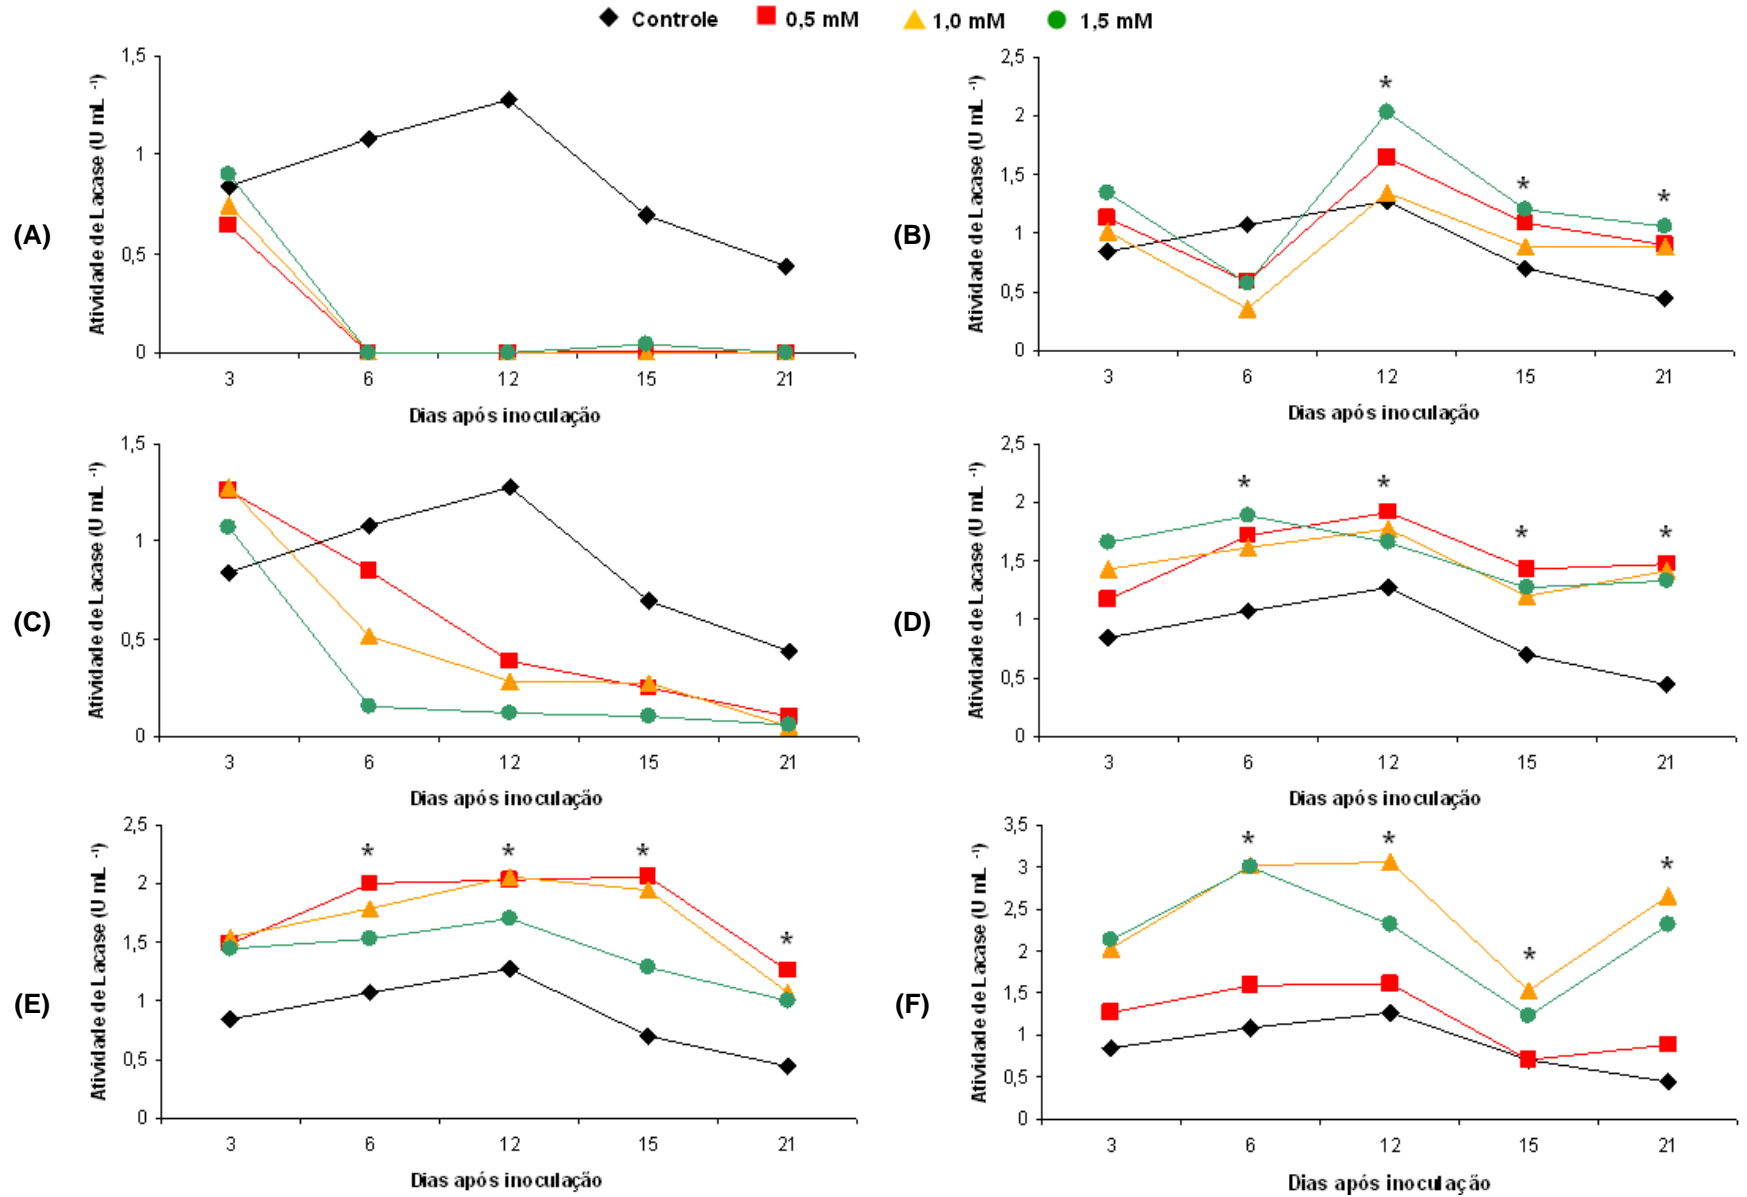 Controle 0,5 mM 1,0 mM 1,5 mM
(A)
Atividade de Lacase (U mL ⁻¹)
1,5
1
0,5
0
3 6 12 15 21
Dias após inoculação
(B)
Atividade de Lacase (U mL ⁻¹)
2,5
2
1,5
1
0,5
0
* * *
3 6 12 15 21
Dias após inoculação
(C)
Atividade de Lacase (U mL ⁻¹)
1,5
1
0,5
0
3 6 12 15 21
Dias após inoculação
(D)
Atividade de Lacase (U mL ⁻¹)
2,5
2
1,5
1
0,5
0
* * * *
3 6 12 15 21
Dias após inoculação
(E)
Atividade de Lacase (U mL ⁻¹)
2,5
2
1,5
1
0,5
0
* * * *
3 6 12 15 21
Dias após inoculação
(F)
Atividade de Lacase (U mL ⁻¹)
3,5
3
2,5
2
1,5
1
0,5
0
* * * *
3 6 12 15 21
Dias após inoculação